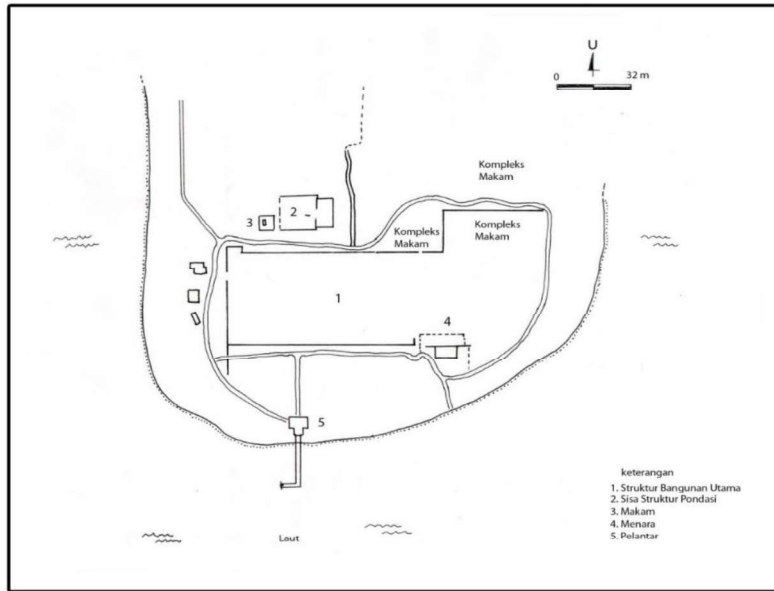 U
0 32 m
Kompleks
Makam
Kompleks
Makam
Kompleks
Makam
2
3
1
4
5
keterangan
1. Struktur Bangunan Utama
2. Sisa Struktur Pondasi
3. Makam
4. Menara
5. Pelantar
Laut